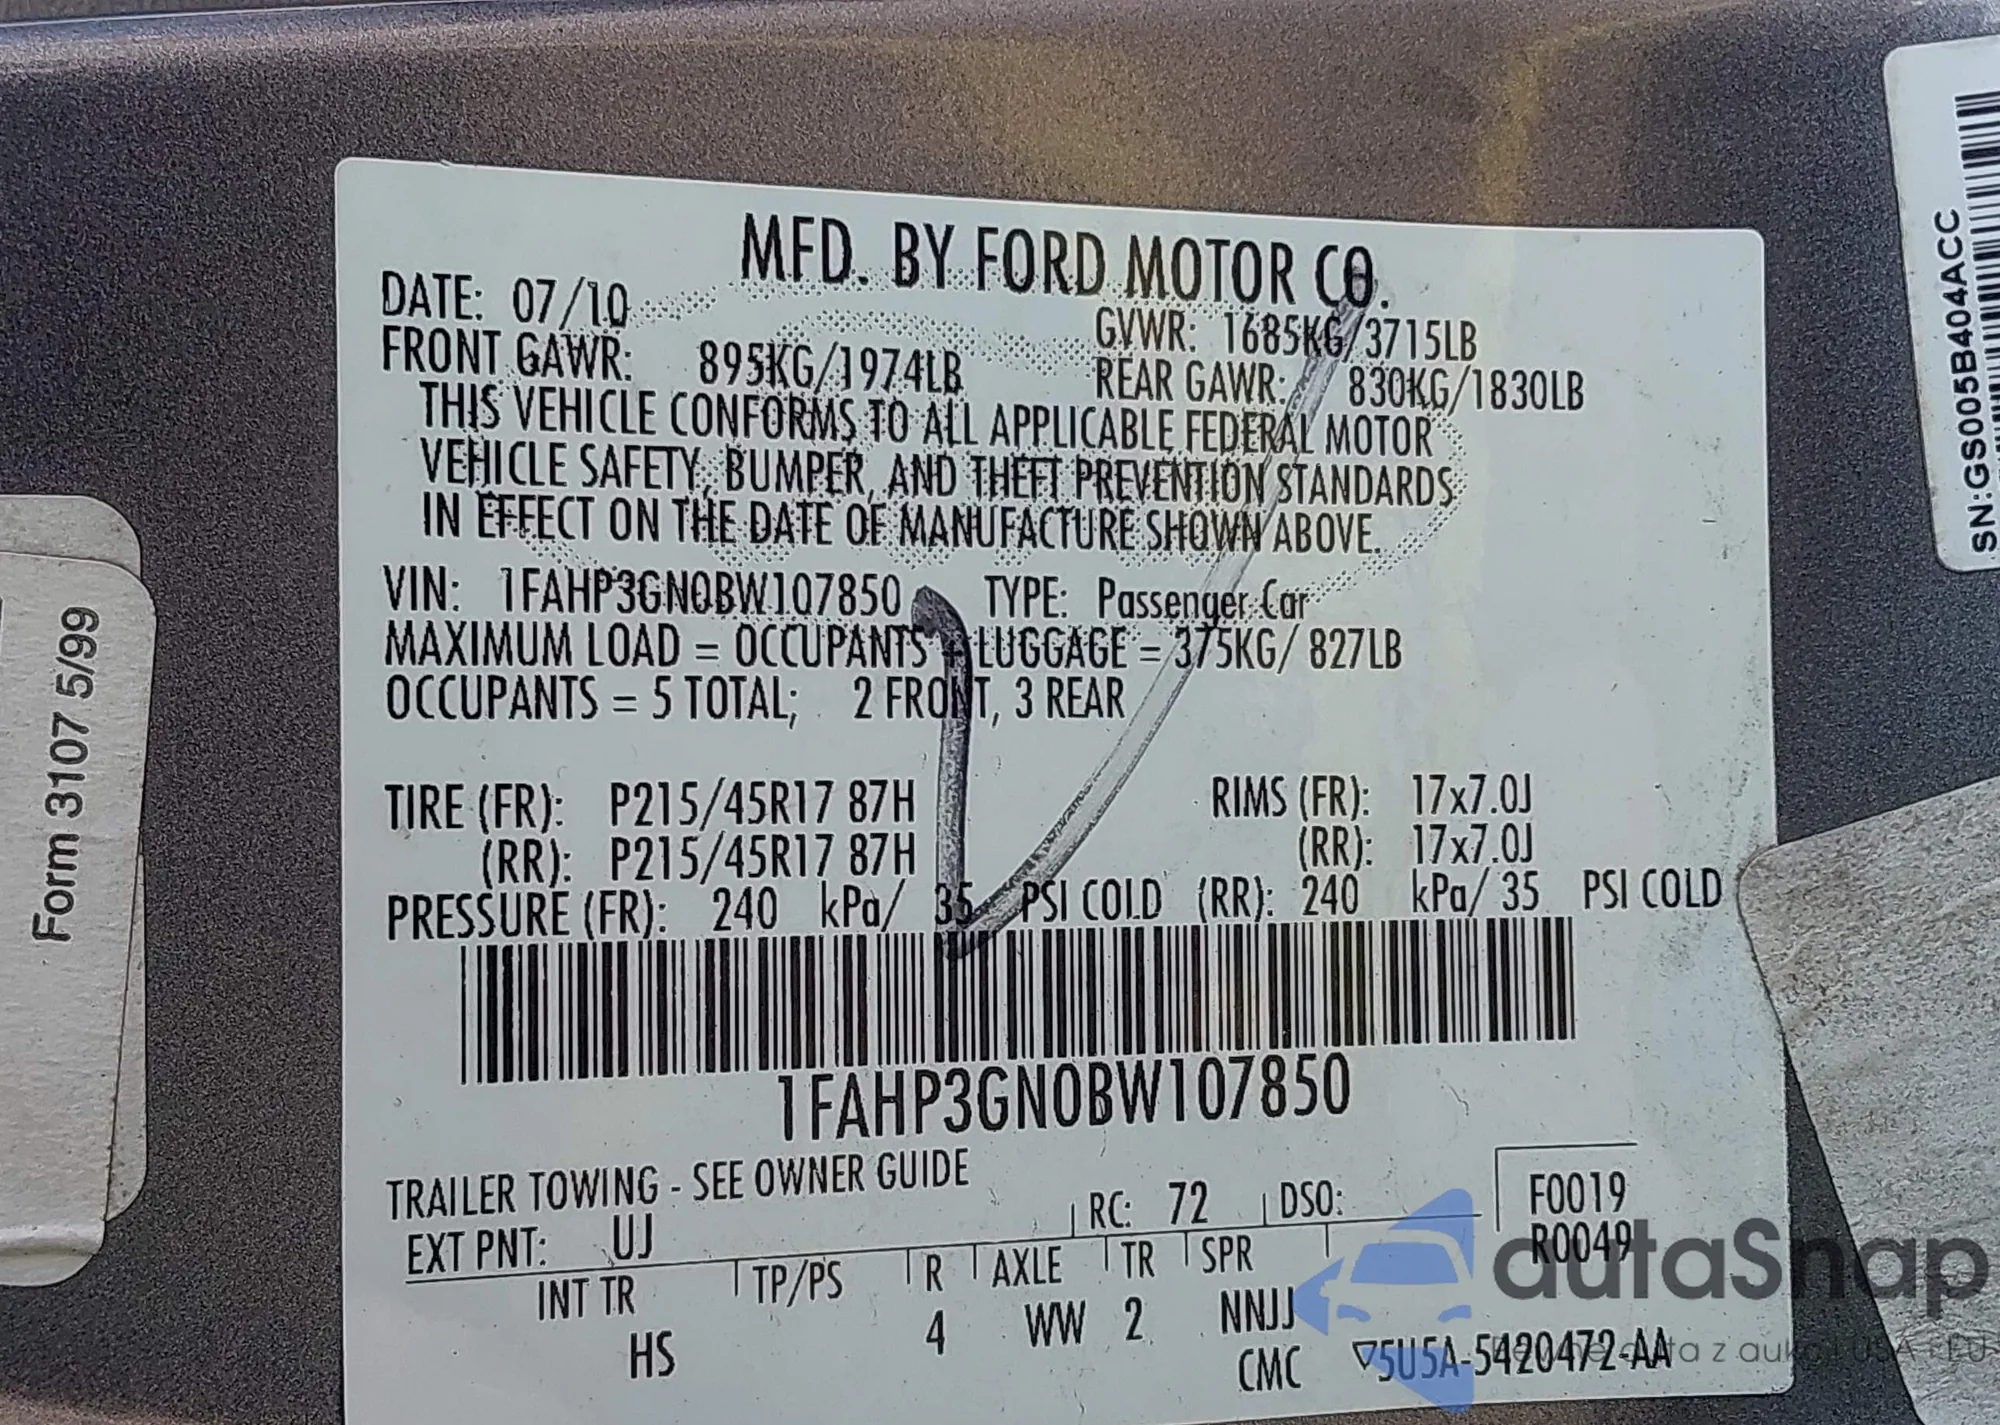 MFD. BY FORD MOTOR CO.
DATE: 07/10
GVWR: 1685KG/3715LB
FRONT GAWR: 895KG/1974LB
REAR GAWR: 830KG/1830LB
THIS VEHICLE CONFORMS TO ALL APPLICABLE FEDERAL MOTOR
VEHICLE SAFETY, BUMPER, AND THEFT PREVENTION STANDARDS
IN EFFECT ON THE DATE OF MANUFACTURE SHOWN ABOVE.
VIN: 1FAHP3GN0BW107850 TYPE: Passenger Car
MAXIMUM LOAD = OCCUPANTS + LUGGAGE = 375KG/ 827LB
OCCUPANTS = 5 TOTAL; 2 FRONT, 3 REAR
TIRE (FR): P215/45R17 87H RIMS (FR): 17x7.0J
(RR): P215/45R17 87H (RR): 17x7.0J
PRESSURE (FR): 240 kPa/ 35 PSI COLD (RR): 240 kPa/ 35 PSI COLD
1FAHP3GN0BW107850
TRAILER TOWING - SEE OWNER GUIDE
EXT PNT: UJ RC: 72 DSO:
F0019
R0049
INT TR TP/PS R AXLE TR SPR
HS 4 WW 2 NNJJ
CMC ▽5U5A-5420472-AA
Form 3107 5/99
SN:GS005B404ACC
autaSnap